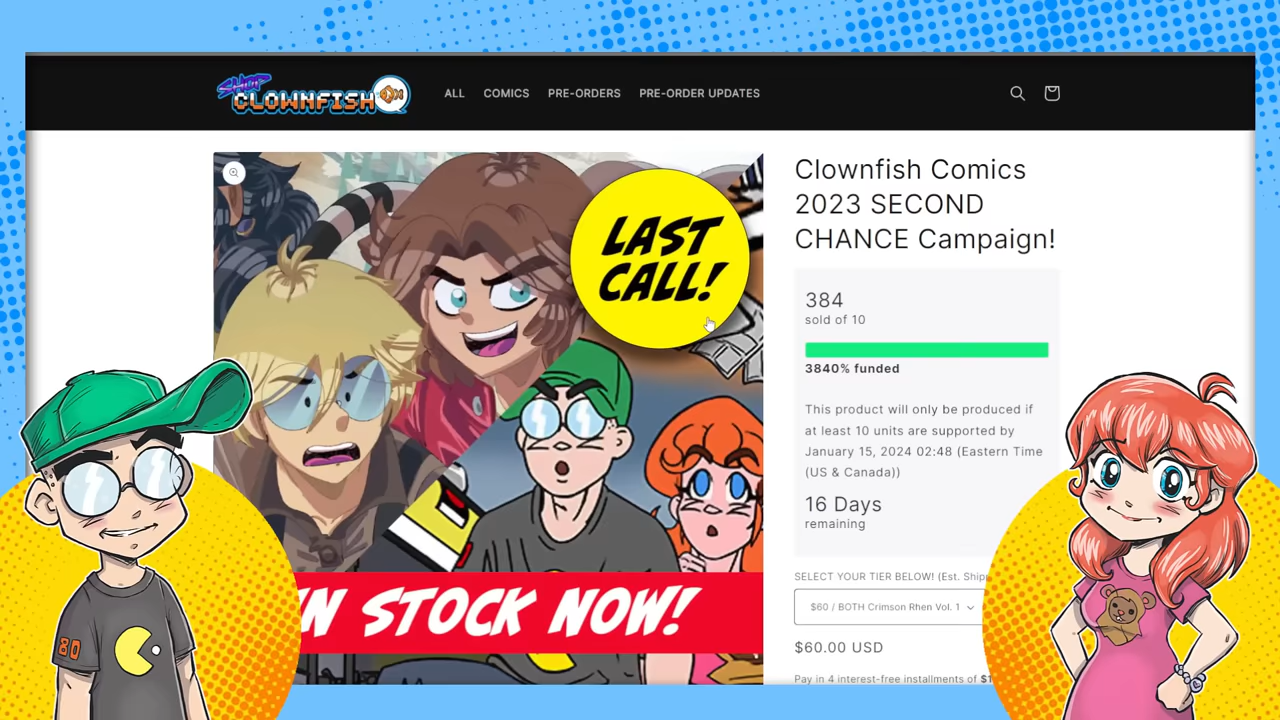 SHOP
CLOWNFISH
ALL COMICS PRE-ORDERS PRE-ORDER UPDATES
LAST
CALL!
IN STOCK NOW!
Clownfish Comics
2023 SECOND
CHANCE Campaign!
384
sold of 10
3840% funded
This product will only be produced if
at least 10 units are supported by
January 15, 2024 02:48 (Eastern Time
(US & Canada))
16 Days
remaining
SELECT YOUR TIER BELOW! (Est.
$60 / BOTH Crimson Rhen Vol. 1
$60.00 USD
Pay in 4 interest-free installments of
80